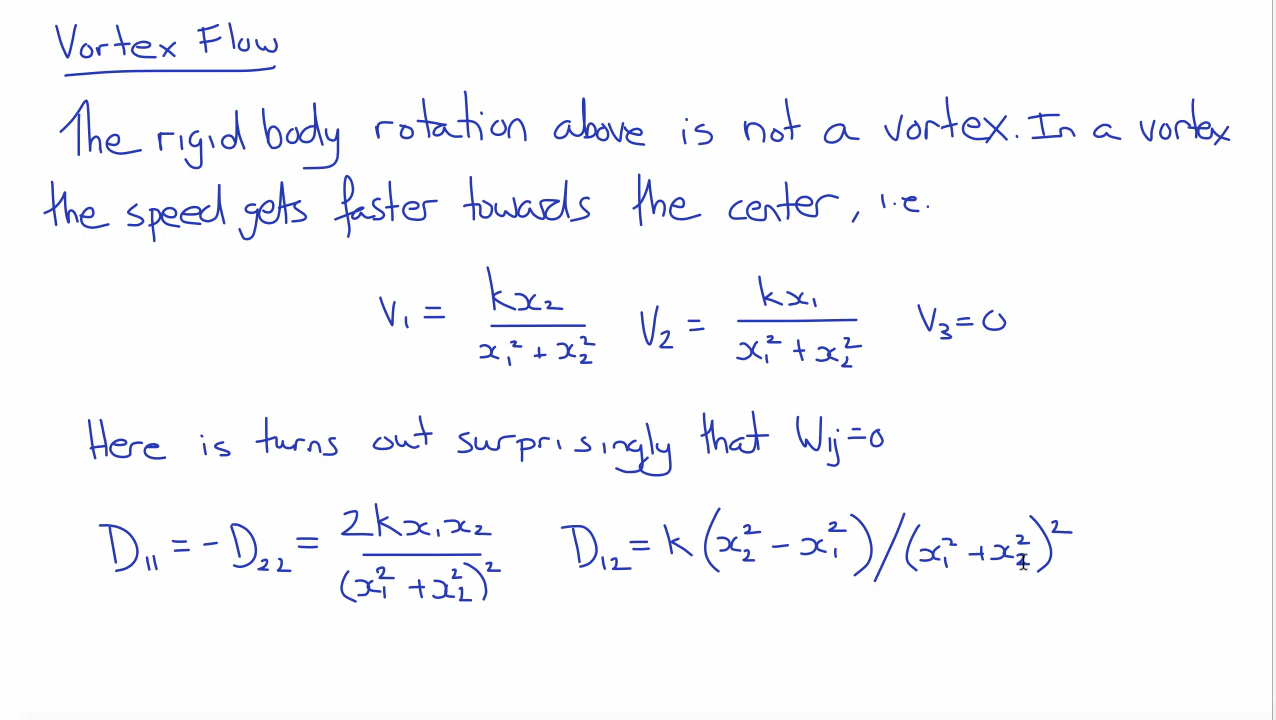 Vortex Flow
The rigid body rotation above is not a vortex. In a vortex
the speed gets faster towards the center, i.e.
V₁ = kx₂ / (x₁² + x₂²)   V₂ = kx₁ / (x₁² + x₂²)   V₃ = 0
Here is turns out surprisingly that Wij = 0
D₁₁ = -D₂₂ = 2kx₁x₂ / (x₁² + x₂²)²   D₁₂ = k(x₂² - x₁²)/(x₁² + x₂²)²